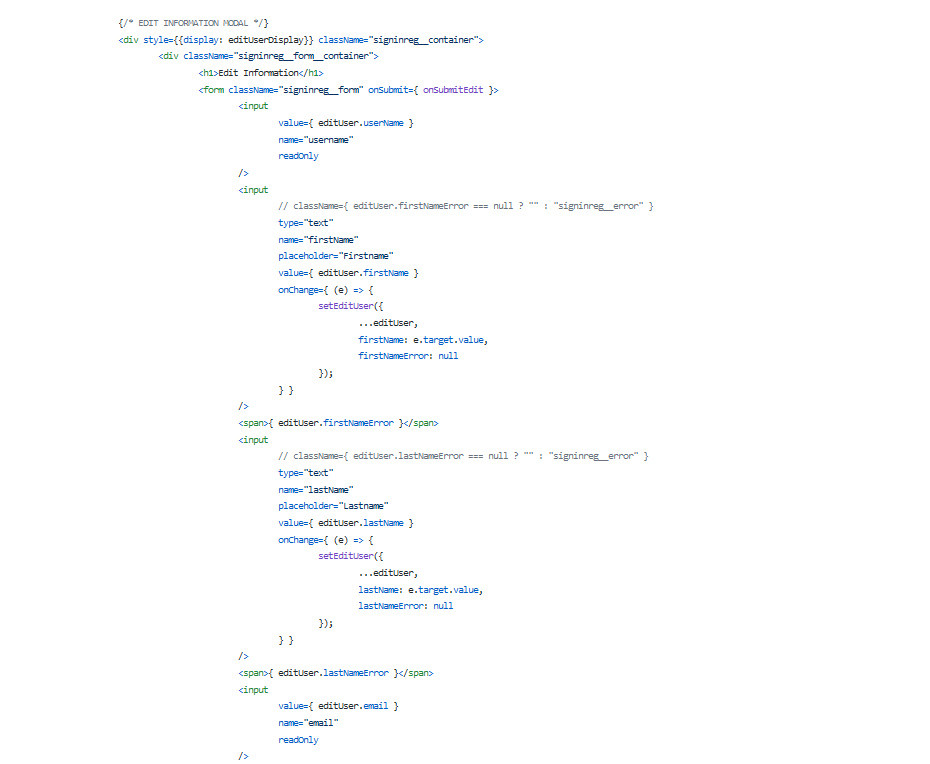 {/* EDIT INFORMATION MODAL */}
<div style={{display: editUserDisplay}} className="signinreg__container">
<div className="signinreg__form__container">
<h1>Edit Information</h1>
<form className="signinreg__form" onSubmit={ onSubmitEdit }>
<input
value={ editUser.userName }
name="username"
readOnly
/>
<input
// className={ editUser.firstNameError === null ? "" : "signinreg__error" }
type="text"
name="firstName"
placeholder="Firstname"
value={ editUser.firstName }
onChange={ (e) => {
setEditUser({
...editUser,
firstName: e.target.value,
firstNameError: null
});
} }
/>
<span>{ editUser.firstNameError }</span>
<input
// className={ editUser.lastNameError === null ? "" : "signinreg__error" }
type="text"
name="lastName"
placeholder="Lastname"
value={ editUser.lastName }
onChange={ (e) => {
setEditUser({
...editUser,
lastName: e.target.value,
lastNameError: null
});
} }
/>
<span>{ editUser.lastNameError }</span>
<input
value={ editUser.email }
name="email"
readOnly
/>